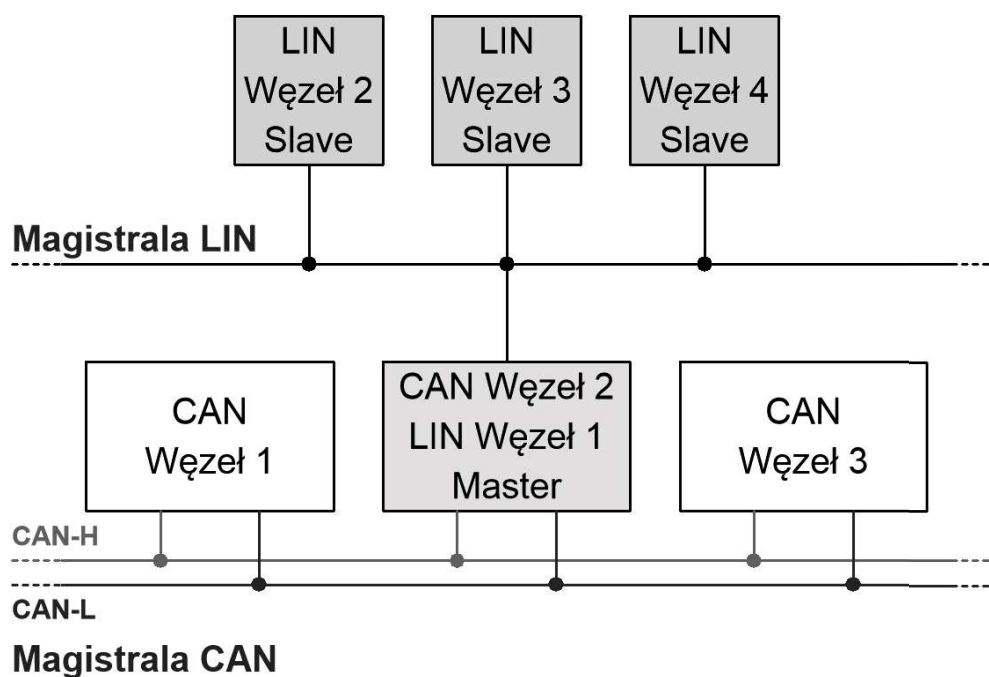 LIN
Węzeł 2
Slave
LIN
Węzeł 3
Slave
LIN
Węzeł 4
Slave
Magistrala LIN
CAN
Węzeł 1
CAN Węzeł 2
LIN Węzeł 1
Master
CAN
Węzeł 3
CAN-H
CAN-L
Magistrala CAN